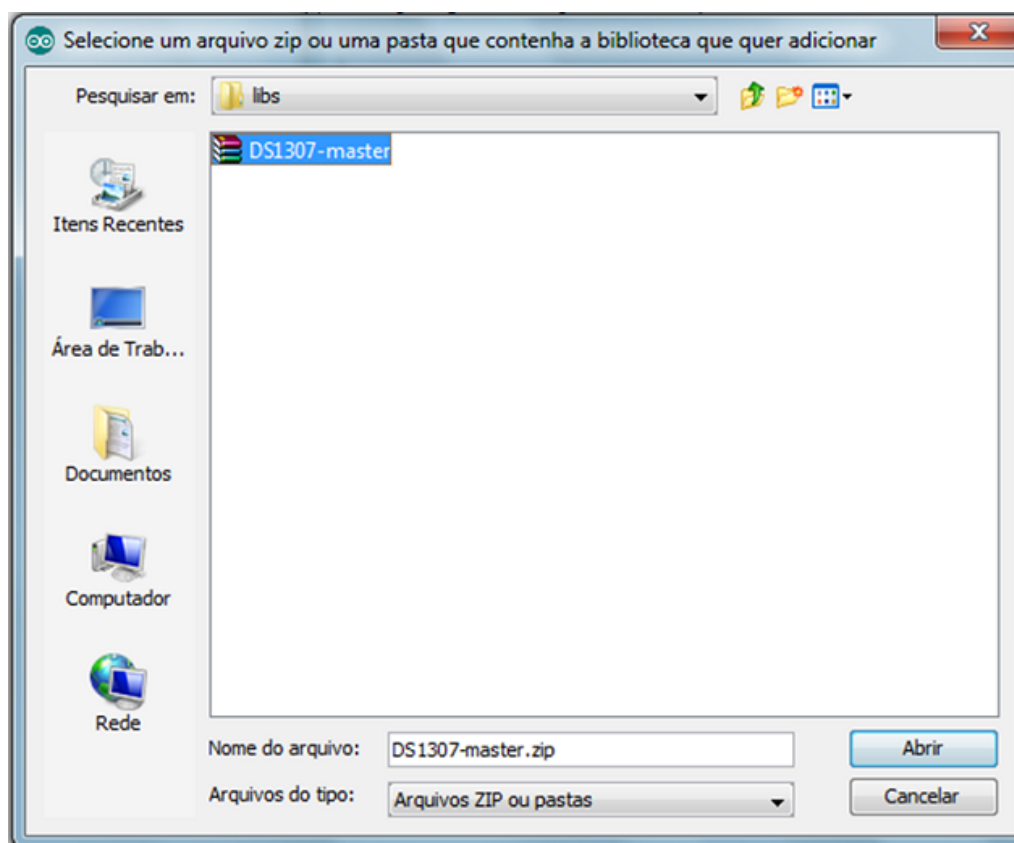 Selecione um arquivo zip ou uma pasta que contenha a biblioteca que quer adicionar
Pesquisar em:
libs
DS1307-master
Itens Recentes
Área de Trab...
Documentos
Computador
Rede
Nome do arquivo:
DS1307-master.zip
Abrir
Arquivos do tipo:
Arquivos ZIP ou pastas
Cancelar